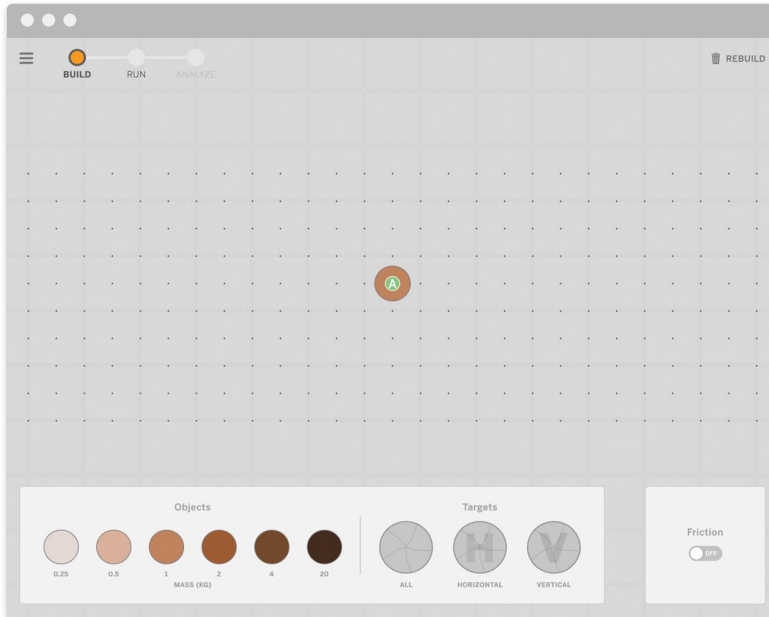 BUILD
RUN
ANALYZE
REBUILD
A
Objects
0.25
0.5
1
2
4
20
MASS (KG)
Targets
H
V
ALL
HORIZONTAL
VERTICAL
Friction
OFF